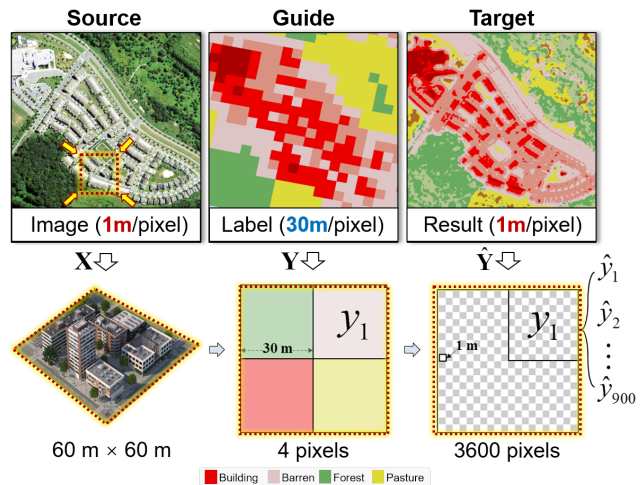 Source
Guide
Target
Image (1m/pixel)
Label (30m/pixel)
Result (1m/pixel)
X
Y
Ŷ
ŷ₁
ŷ₂
⋮
ŷ₉₀₀
30 m
y₁
1 m
y₁
60 m × 60 m
4 pixels
3600 pixels
Building
Barren
Forest
Pasture